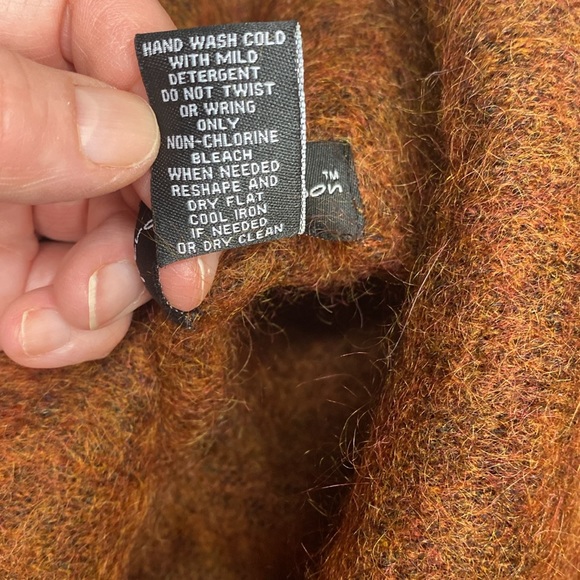 HAND WASH COLD
WITH MILD
DETERGENT
DO NOT TWIST
OR WRING
ONLY
NON-CHLORINE
BLEACH
WHEN NEEDED
RESHAPE AND
DRY FLAT
COOL IRON
IF NEEDED
OR DRY CLEAN